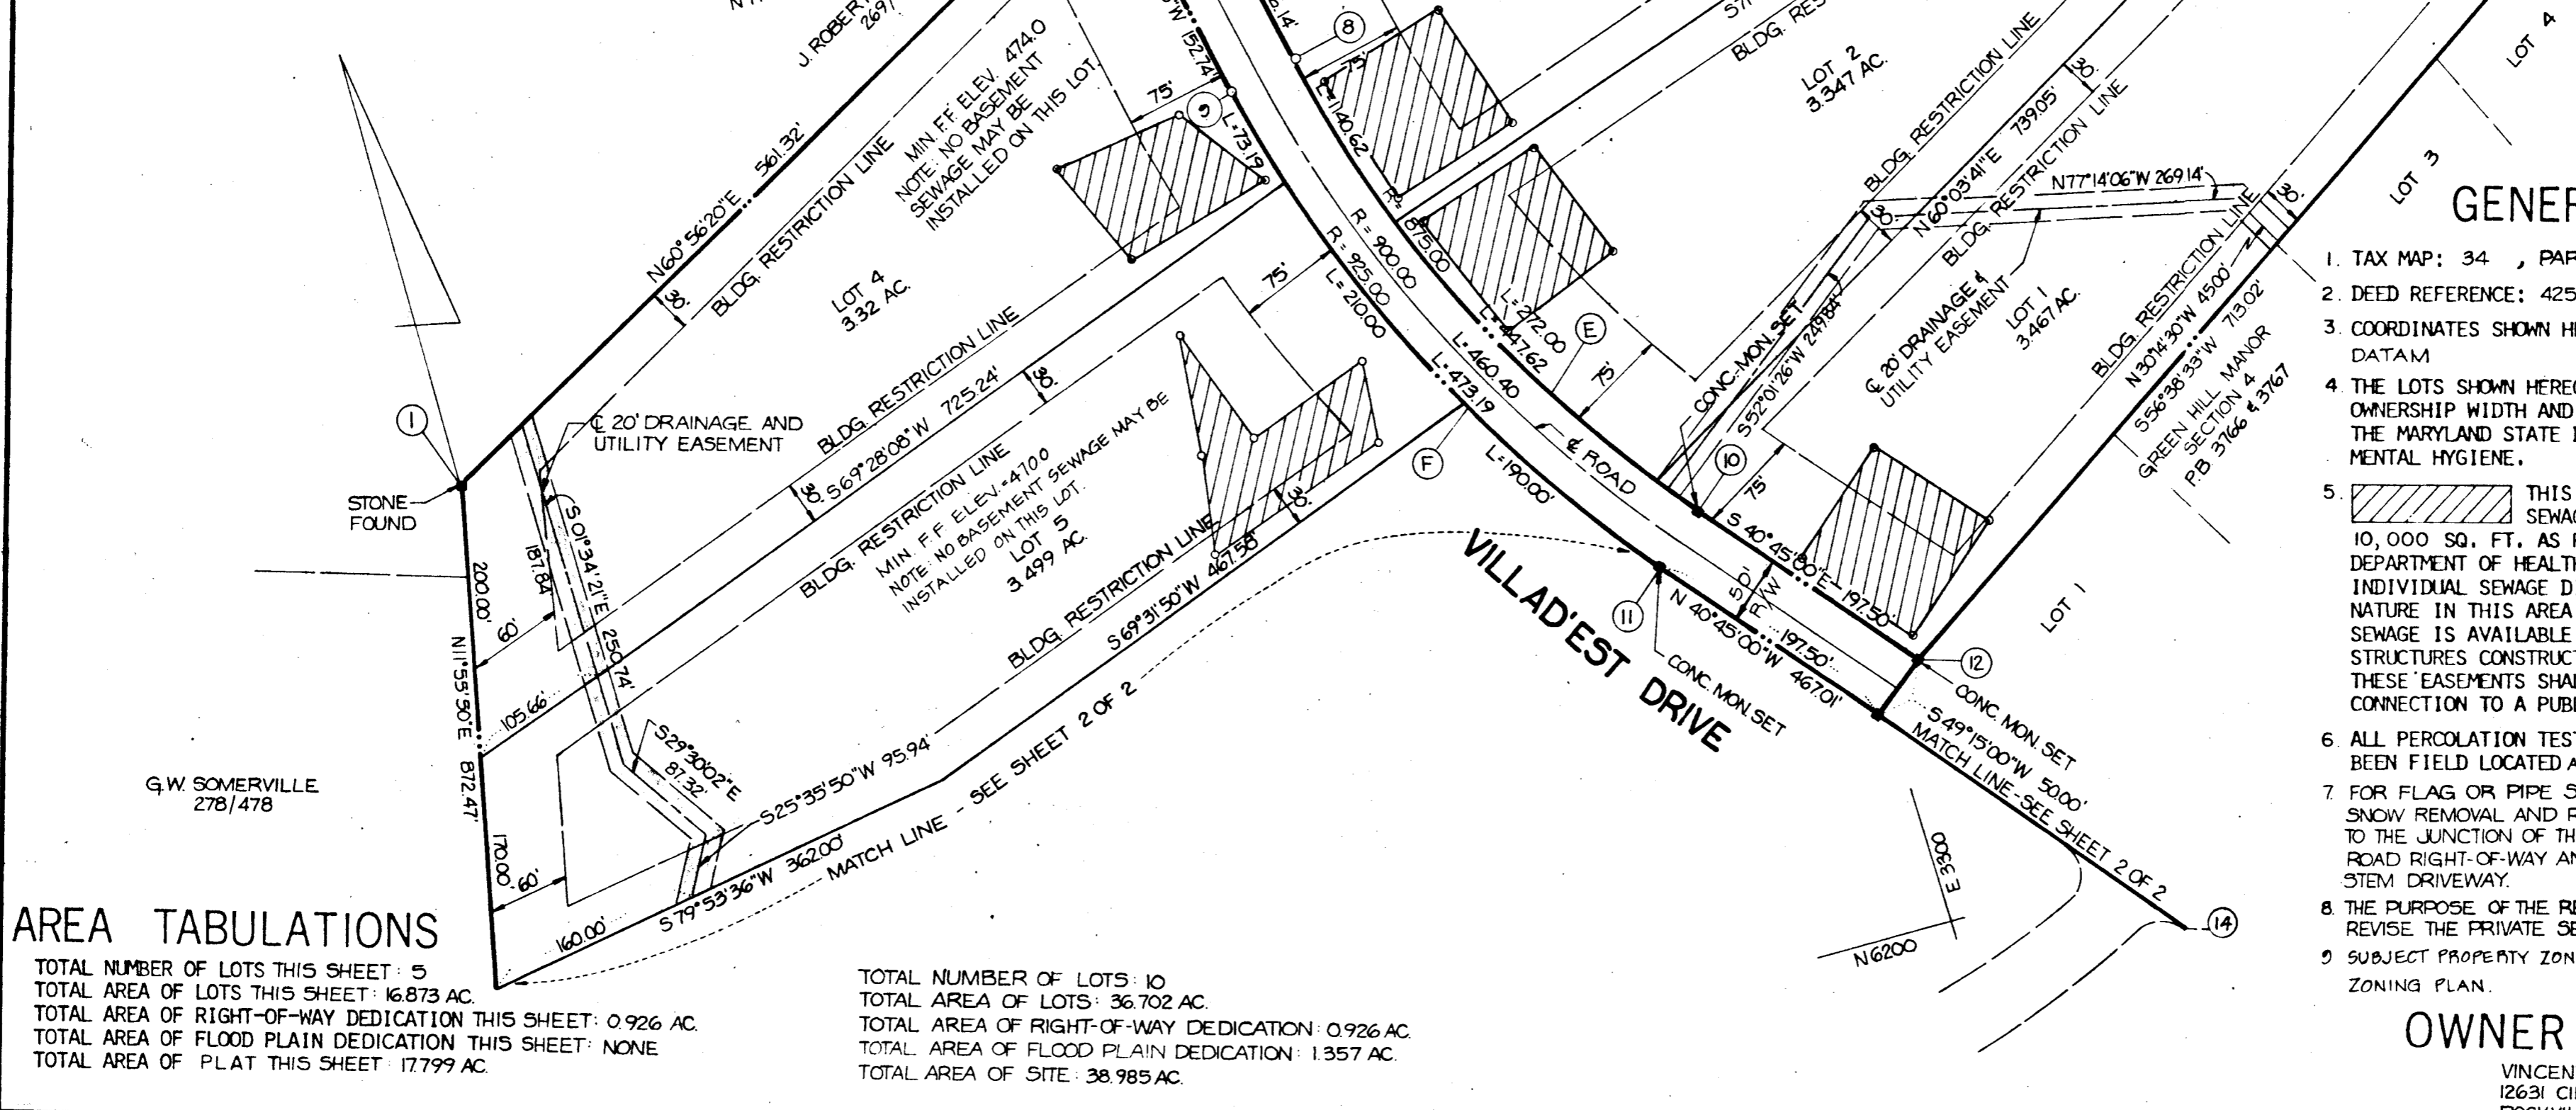 J. ROBER
269/
N60°56'20"E 561.32'
30'
BLDG. RESTRICTION LINE
MIN. F.F. ELEV. 474.0
NOTE: NO BASEMENT
SEWAGE MAY BE
INSTALLED ON THIS LOT.
LOT 4
3.32 AC.
75'
152.74'
9
L=73.19
8
75'
L=140.62
R=
875.00
R= 900.00
R= 925.00
L= 210.00
L=272.00
L=447.62
L=460.40
L=473.19
E
F
75'
75'
BLDG. RES
LOT 2
3.347 AC.
BLDG. RESTRICTION LINE
30'
N60°03'41"E 739.05'
BLDG. RESTRICTION LINE
30'
N77°14'06"W 269.14'
30'
LOT 4
LOT 3
CONC. MON. SET
S52°01'26"W 249.84'
℄ 20' DRAINAGE &
UTILITY EASEMENT
LOT 1
3.467 AC.
BLDG. RESTRICTION LINE
N30°14'30"W 45.00'
S56°38'33"W 713.02'
GREEN HILL MANOR
SECTION 4
P.B. 3766 & 3767
LOT 1
1
STONE
FOUND
℄ 20' DRAINAGE AND
UTILITY EASEMENT
BLDG. RESTRICTION LINE
30'
S69°28'08"W 725.24'
30'
BLDG. RESTRICTION LINE
MIN. F.F. ELEV.=470.0
NOTE: NO BASEMENT SEWAGE MAY BE
INSTALLED ON THIS LOT.
LOT 5
3.499 AC.
30'
BLDG. RESTRICTION LINE
S69°31'50"W 467.58'
200.00'
187.84'
S01°34'21"E 250.74'
60'
105.66'
N11°55'50"E 872.47'
S29°30'02"E
87.32'
S25°35'50"W 95.94'
170.00'
60'
160.00'
S79°53'36"W 362.00'
MATCH LINE - SEE SHEET 2 OF 2
G.W. SOMERVILLE
278/478
℄ ROAD
L=190.00'
10
75'
S 40°45'00"E 197.50'
50'
R/W
11
N 40°45'00"W 467.01'
197.50'
12
CONC. MON. SET
CONC. MON. SET
VILLAD'EST DRIVE
S49°15'00"W 50.00'
MATCH LINE-SEE SHEET 2 OF 2
14
E 3300
N6200
GENER
1. TAX MAP: 34 , PAR
2. DEED REFERENCE: 425
3. COORDINATES SHOWN H
DATAM
4. THE LOTS SHOWN HERE
OWNERSHIP WIDTH AND
THE MARYLAND STATE
MENTAL HYGIENE.
5. THIS
SEWA
10,000 SQ. FT. AS
DEPARTMENT OF HEALT
INDIVIDUAL SEWAGE D
NATURE IN THIS AREA
SEWAGE IS AVAILABLE
STRUCTURES CONSTRUC
THESE EASEMENTS SHA
CONNECTION TO A PUB
6. ALL PERCOLATION TES
BEEN FIELD LOCATED
7. FOR FLAG OR PIPE S
SNOW REMOVAL AND
TO THE JUNCTION OF TH
ROAD RIGHT-OF-WAY A
STEM DRIVEWAY.
8. THE PURPOSE OF THE RE
REVISE THE PRIVATE SE
9 SUBJECT PROPERTY ZON
ZONING PLAN.
OWNER
VINCEN
12631 CI
AREA TABULATIONS
TOTAL NUMBER OF LOTS THIS SHEET: 5
TOTAL AREA OF LOTS THIS SHEET: 16.873 AC.
TOTAL AREA OF RIGHT-OF-WAY DEDICATION THIS SHEET: 0.926 AC.
TOTAL AREA OF FLOOD PLAIN DEDICATION THIS SHEET: NONE
TOTAL AREA OF PLAT THIS SHEET: 17.799 AC.
TOTAL NUMBER OF LOTS: 10
TOTAL AREA OF LOTS: 36.702 AC.
TOTAL AREA OF RIGHT-OF-WAY DEDICATION: 0.926 AC.
TOTAL AREA OF FLOOD PLAIN DEDICATION: 1.357 AC.
TOTAL AREA OF SITE: 38.985 AC.